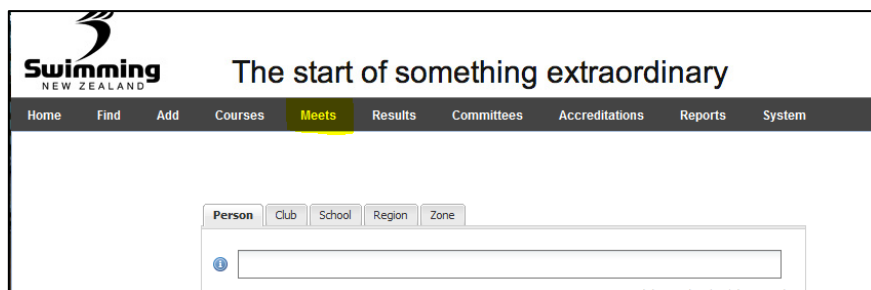 Swimming
NEW ZEALAND
The start of something extraordinary
Home Find Add Courses Meets Results Committees Accreditations Reports System
Person Club School Region Zone